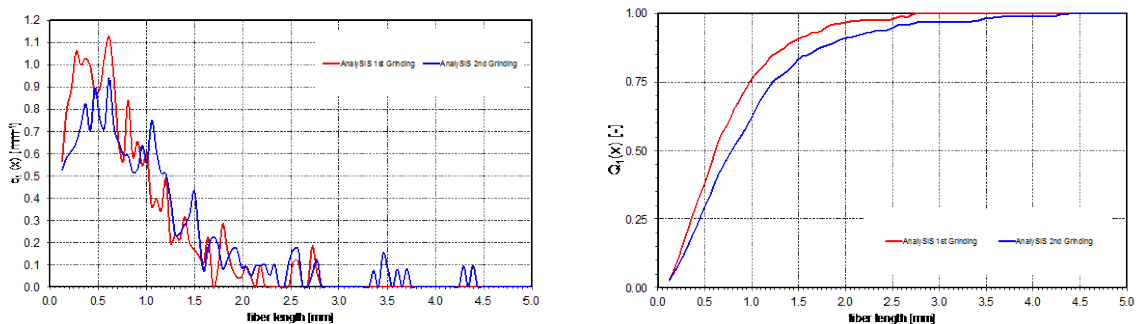 1.2
1.1
1.0
0.9
0.8
0.7
0.6
0.5
0.4
0.3
0.2
0.1
0.0
q1 (x) [mm-1]
AnalySIS 1st Grinding AnalySIS 2nd Grinding
0.0 0.5 1.0 1.5 2.0 2.5 3.0 3.5 4.0 4.5 5.0
fiber length [mm]
1.00
0.75
0.50
0.25
0.00
Q1(x) [-]
AnalySIS 1st Grinding AnalySIS 2nd Grinding
0.0 0.5 1.0 1.5 2.0 2.5 3.0 3.5 4.0 4.5 5.0
fiber length [mm]